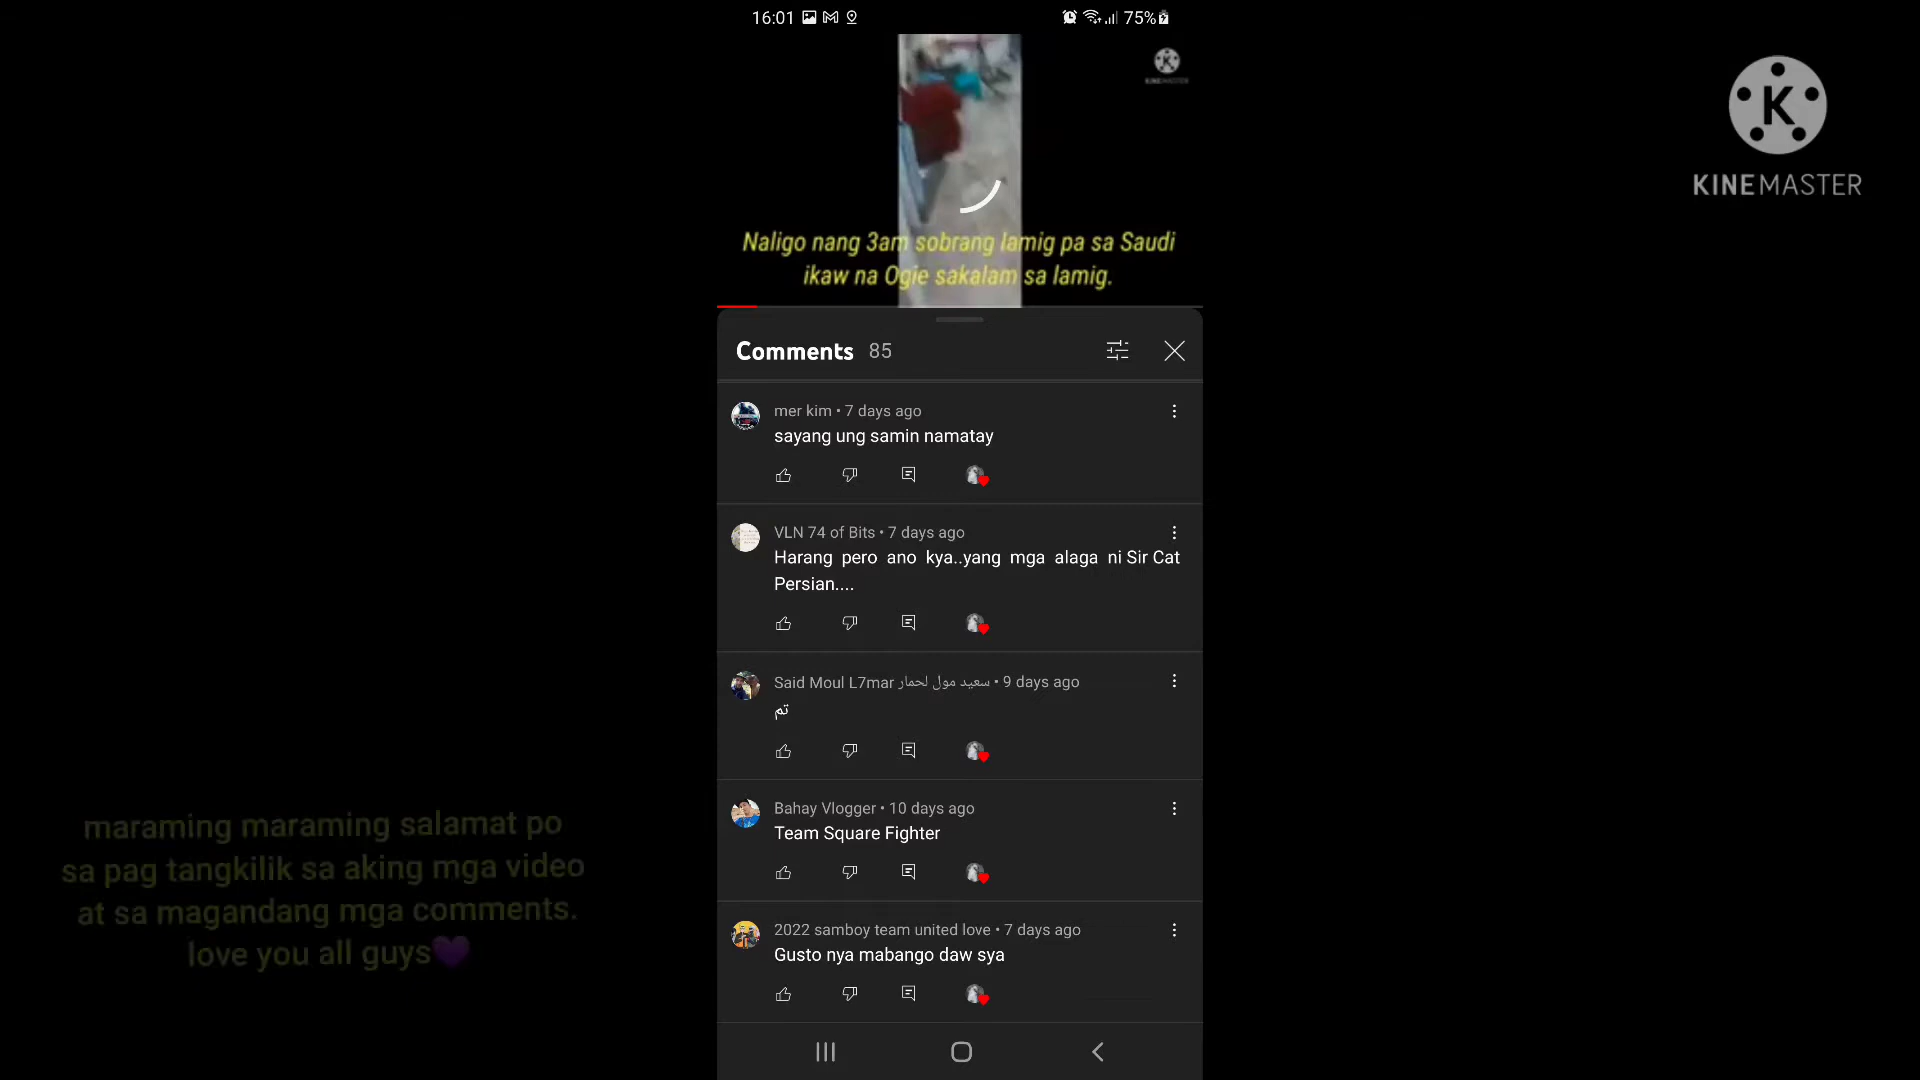 16:01
75%
KINEMASTER
KINEMASTER
Naligo nang 3am sobrang lamig pa sa Saudi
ikaw na Ogie sakalam sa lamig.
Comments 85
mer kim • 7 days ago
sayang ung samin namatay
VLN 74 of Bits • 7 days ago
Harang pero ano kya..yang mga alaga ni Sir Cat
Persian....
Said Moul L7mar سعيد مول لحمار • 9 days ago
تم
Bahay Vlogger • 10 days ago
Team Square Fighter
2022 samboy team united love • 7 days ago
Gusto nya mabango daw sya
maraming maraming salamat po
sa pag tangkilik sa aking mga video
at sa magandang mga comments.
love you all guys💜